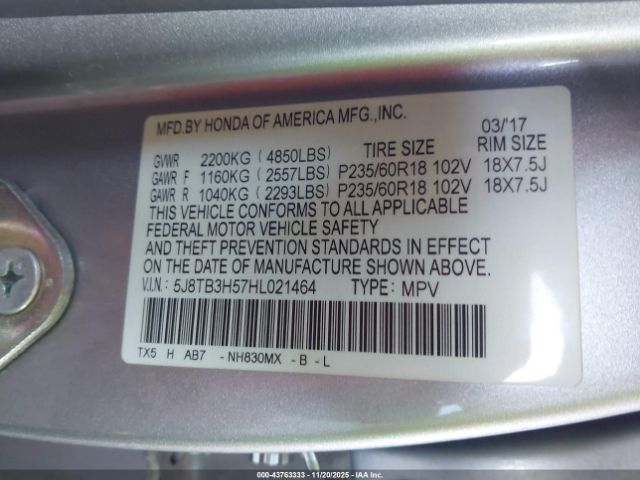 MFD.BY HONDA OF AMERICA MFG.,INC.
03/'17
GVWR 2200KG (4850LBS) TIRE SIZE RIM SIZE
GAWR F 1160KG (2557LBS) P235/60R18 102V 18X7.5J
GAWR R 1040KG (2293LBS) P235/60R18 102V 18X7.5J
THIS VEHICLE CONFORMS TO ALL APPLICABLE
FEDERAL MOTOR VEHICLE SAFETY
AND THEFT PREVENTION STANDARDS IN EFFECT
ON THE DATE OF MANUFACTURE SHOWN ABOVE.
V.I.N.: 5J8TB3H57HL021464 TYPE: MPV
TX5 H AB7 - NH830MX - B - L
000-43763333 - 11/20/2025 - IAA Inc.